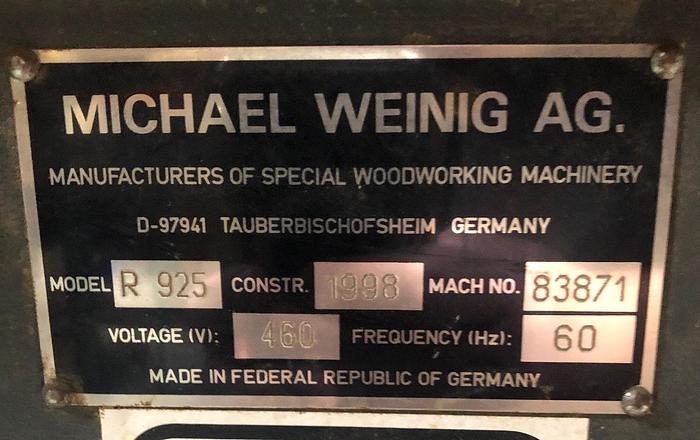 MICHAEL WEINIG AG.
MANUFACTURERS OF SPECIAL WOODWORKING MACHINERY
D-97941 TAUBERBISCHOFSHEIM GERMANY
MODEL R 925 CONSTR. 1998 MACH NO. 83871
VOLTAGE (V): 460 FREQUENCY (Hz): 60
MADE IN FEDERAL REPUBLIC OF GERMANY